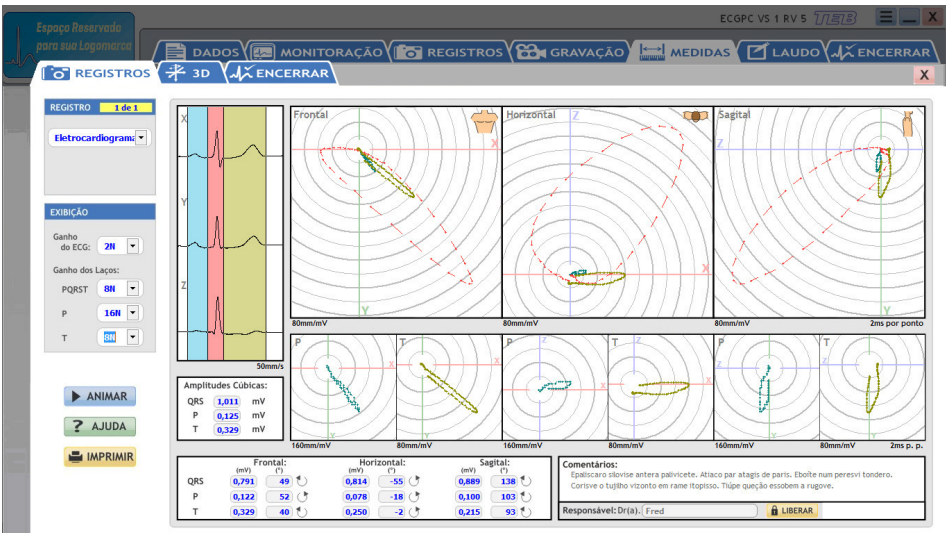 ECGPC VS 1 RV 5 TEB
Espaço Reservado
para sua Logomarca
DADOS MONITORAÇÃO REGISTROS GRAVAÇÃO MEDIDAS LAUDO ENCERRAR
REGISTROS 3D ENCERRAR X
REGISTRO 1 de 1
Eletrocardiograma
EXIBIÇÃO
Ganho
do ECG: 2N
Ganho dos Laços:
PQRST 8N
P 16N
T 8N
ANIMAR
? AJUDA
IMPRIMIR
X
Y
Z
50mm/s
Frontal X Y
80mm/mV
Horizontal Z X
80mm/mV
Sagital Z Y
80mm/mV 2ms por ponto
P X Y
160mm/mV
T X Y
80mm/mV
P Z X
160mm/mV
T Z X
80mm/mV
P Z Y
160mm/mV
T Z Y
80mm/mV 2ms p. p.
Amplitudes Cúbicas:
QRS 1,011 mV
P 0,125 mV
T 0,329 mV
Frontal: Horizontal: Sagital:
(mV) (°) (mV) (°) (mV) (°)
QRS 0,791 49 0,814 -55 0,889 138
P 0,122 52 0,078 -18 0,100 103
T 0,329 40 0,250 -2 0,215 93
Comentários:
Epaliscaro slovise antera palivicete. Atiaco par atagis de paris. Eboite num peresvi tondero.
Corisve o tujlho vizonto em rame itopisso. Tiúpe queção essobem a rugove.
Responsável: Dr(a). Fred LIBERAR